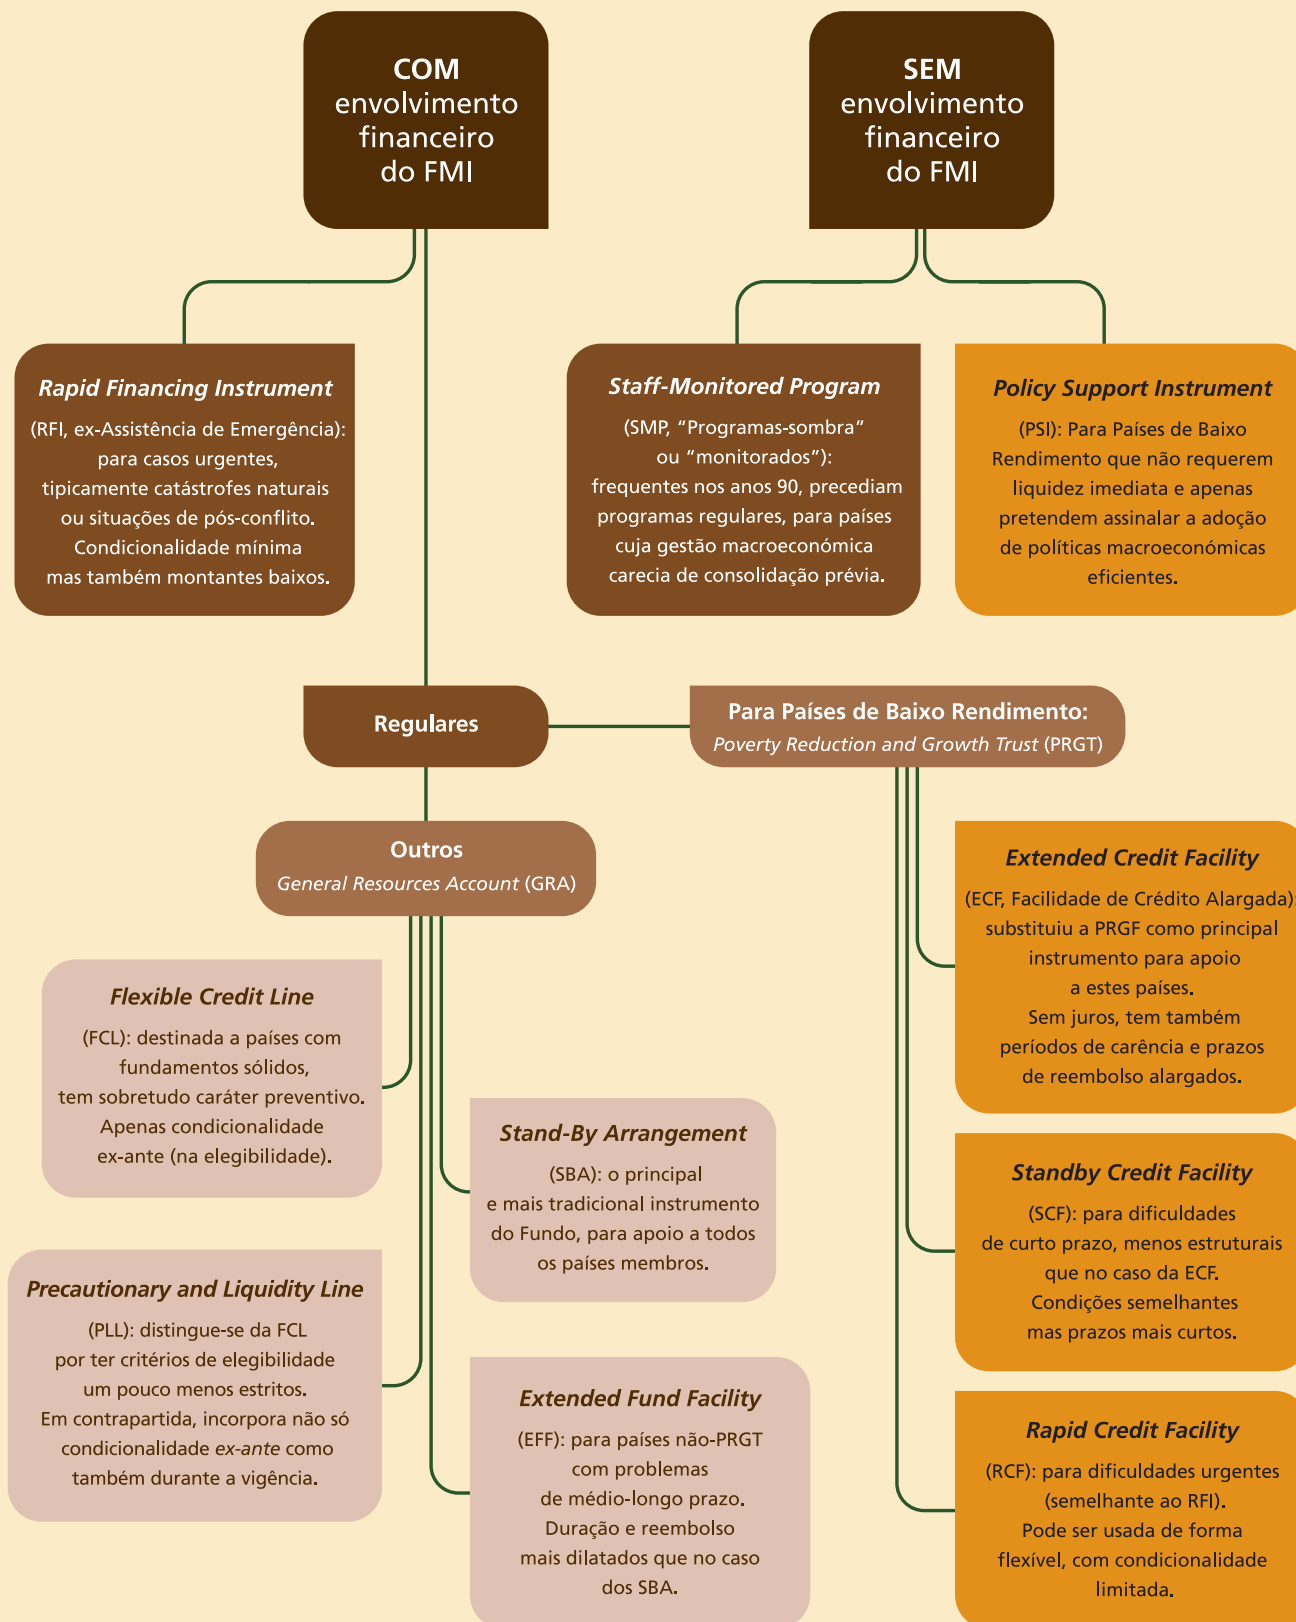 COM
envolvimento
financeiro
do FMI
SEM
envolvimento
financeiro
do FMI
Rapid Financing Instrument
(RFI, ex-Assistência de Emergência):
para casos urgentes,
tipicamente catástrofes naturais
ou situações de pós-conflito.
Condicionalidade mínima
mas também montantes baixos.
Staff-Monitored Program
(SMP, “Programas-sombra”
ou “monitorados”):
frequentes nos anos 90, precediam
programas regulares, para países
cuja gestão macroeconómica
carecia de consolidação prévia.
Policy Support Instrument
(PSI): Para Países de Baixo
Rendimento que não requerem
liquidez imediata e apenas
pretendem assinalar a adoção
de políticas macroeconómicas
eficientes.
Regulares
Para Países de Baixo Rendimento:
Poverty Reduction and Growth Trust (PRGT)
Outros
General Resources Account (GRA)
Flexible Credit Line
(FCL): destinada a países com
fundamentos sólidos,
tem sobretudo caráter preventivo.
Apenas condicionalidade
ex-ante (na elegibilidade).
Precautionary and Liquidity Line
(PLL): distingue-se da FCL
por ter critérios de elegibilidade
um pouco menos estritos.
Em contrapartida, incorpora não só
condicionalidade ex-ante como
também durante a vigência.
Stand-By Arrangement
(SBA): o principal
e mais tradicional instrumento
do Fundo, para apoio a todos
os países membros.
Extended Fund Facility
(EFF): para países não-PRGT
com problemas
de médio-longo prazo.
Duração e reembolso
mais dilatados que no caso
dos SBA.
Extended Credit Facility
(ECF, Facilidade de Crédito Alargada):
substituiu a PRGF como principal
instrumento para apoio
a estes países.
Sem juros, tem também
períodos de carência e prazos
de reembolso alargados.
Standby Credit Facility
(SCF): para dificuldades
de curto prazo, menos estruturais
que no caso da ECF.
Condições semelhantes
mas prazos mais curtos.
Rapid Credit Facility
(RCF): para dificuldades urgentes
(semelhante ao RFI).
Pode ser usada de forma
flexível, com condicionalidade
limitada.